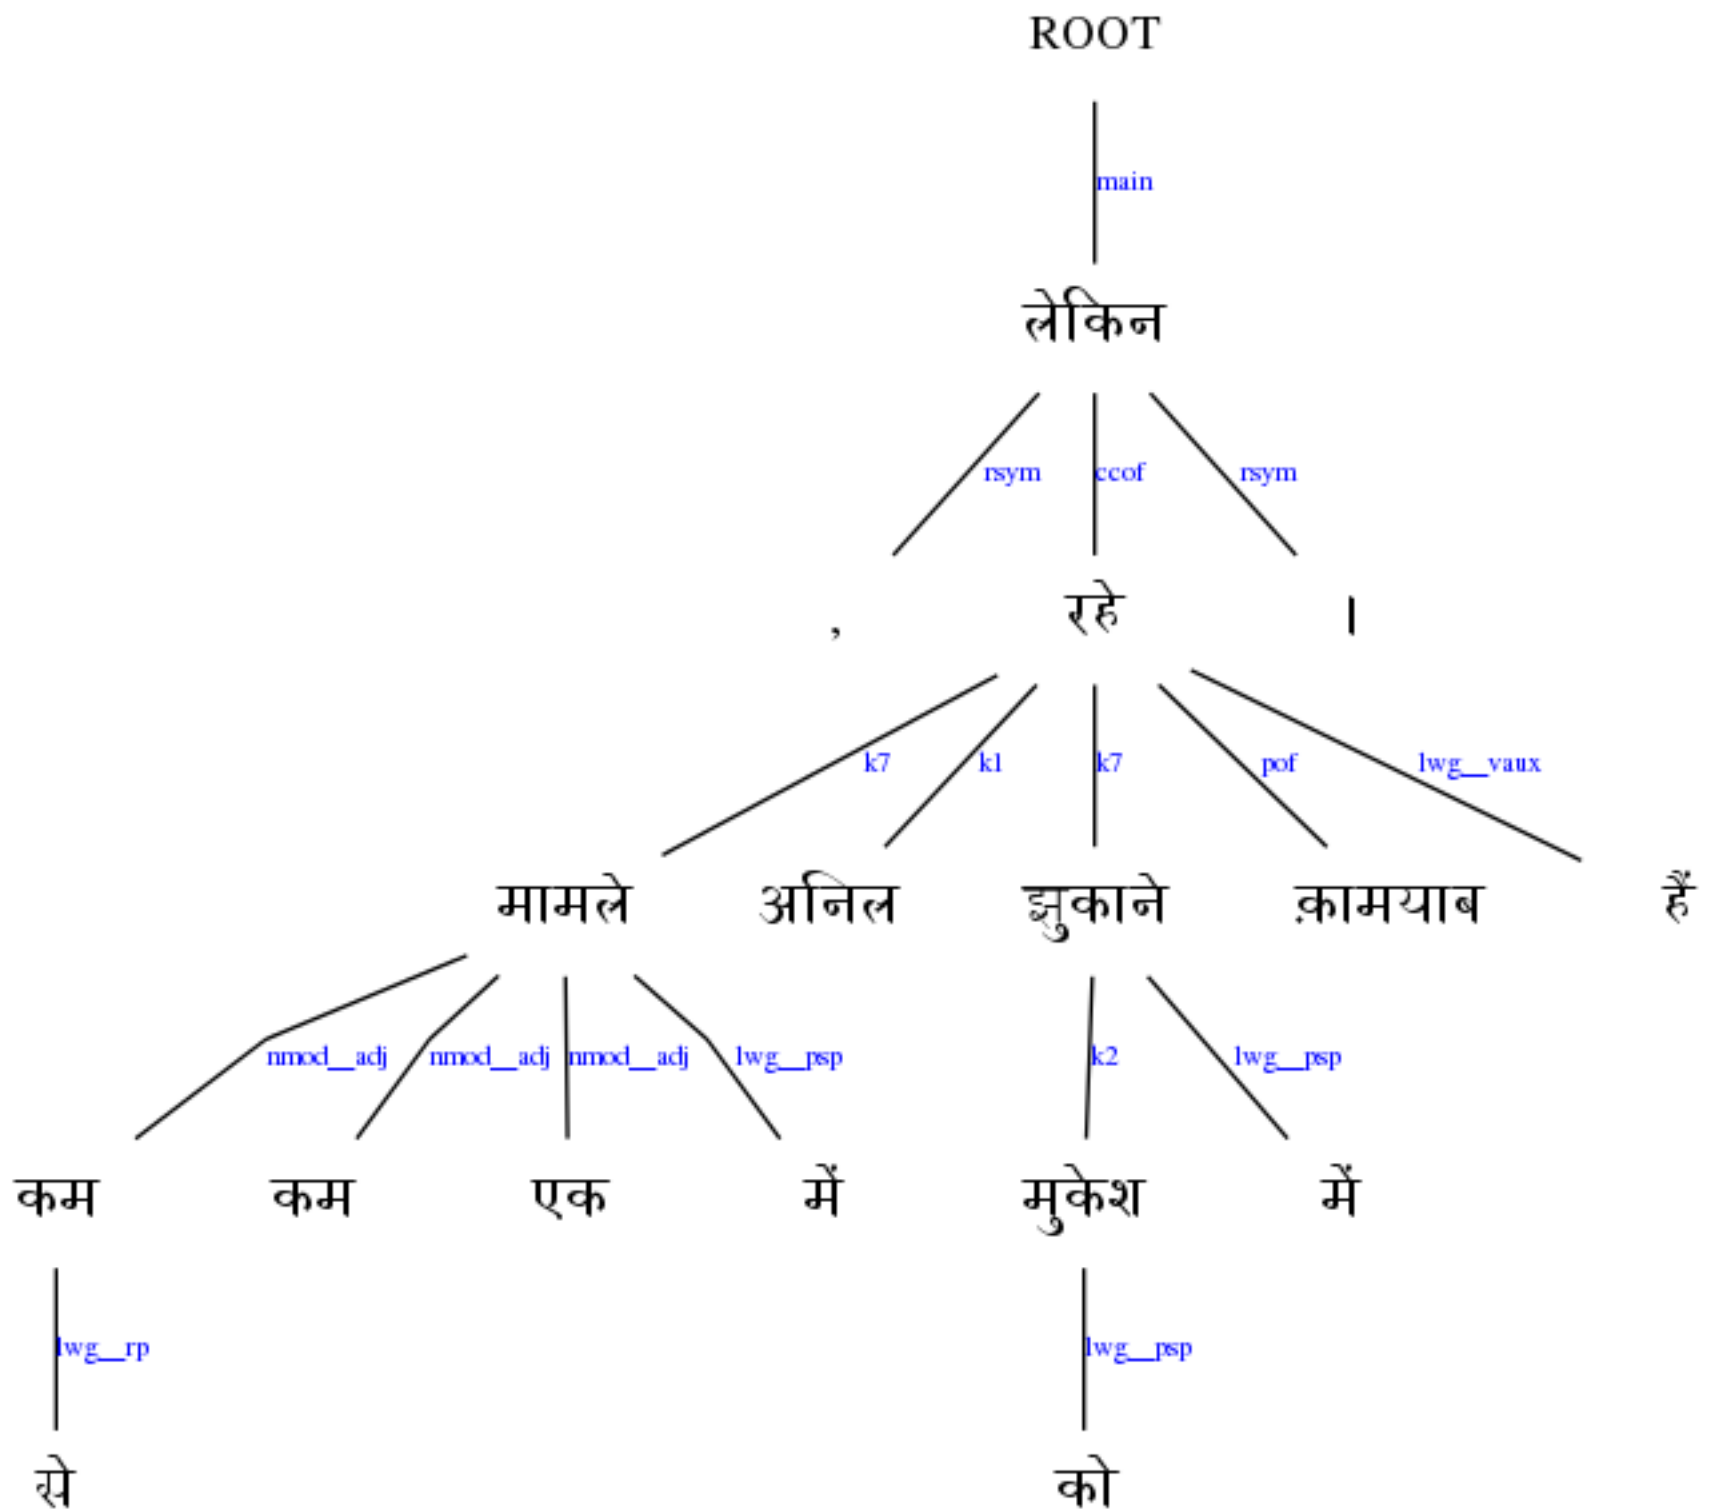 ROOT
main
लेकिन
rsym ccof rsym
, रहे ।
k7 k1 k7 pof lwg__vaux
मामले अनिल झुकाने क़ामयाब हैं
nmod__adj nmod__adj nmod__adj lwg__psp k2 lwg__psp
कम कम एक में मुकेश में
lwg__rp lwg__psp
से को